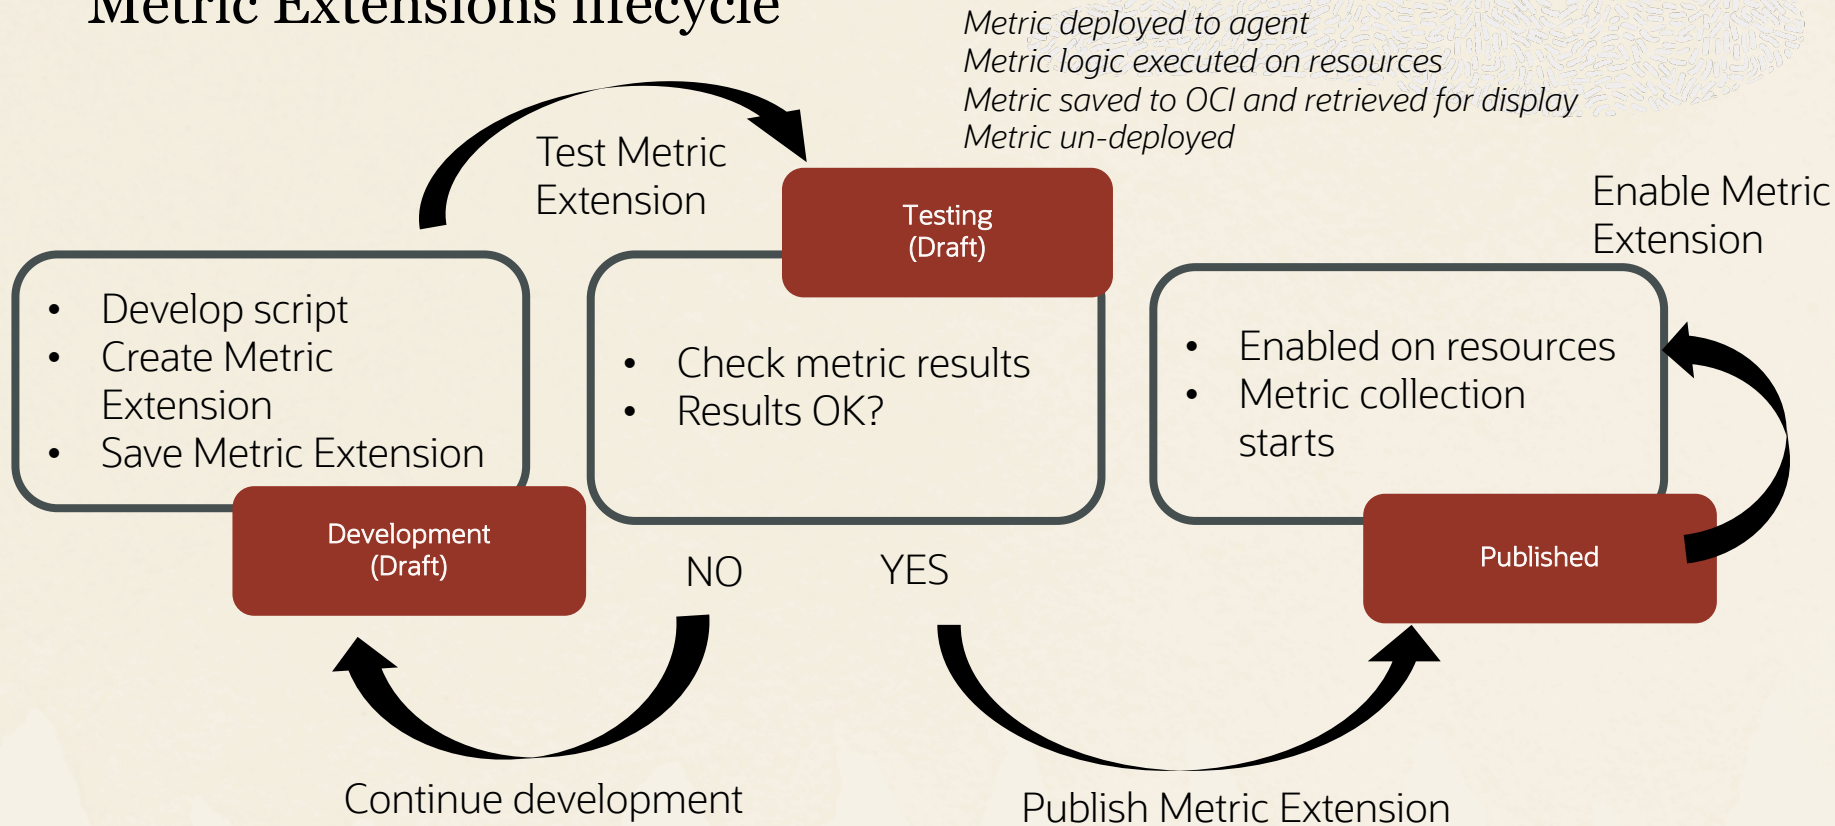 Metric Extensions lifecycle
Metric deployed to agent
Metric logic executed on resources
Metric saved to OCI and retrieved for display
Metric un-deployed
Test Metric
Extension
Testing
(Draft)
Enable Metric
Extension
• Develop script
• Create Metric
Extension
• Save Metric Extension
Development
(Draft)
• Check metric results
• Results OK?
• Enabled on resources
• Metric collection
starts
Published
NO
YES
Continue development
Publish Metric Extension